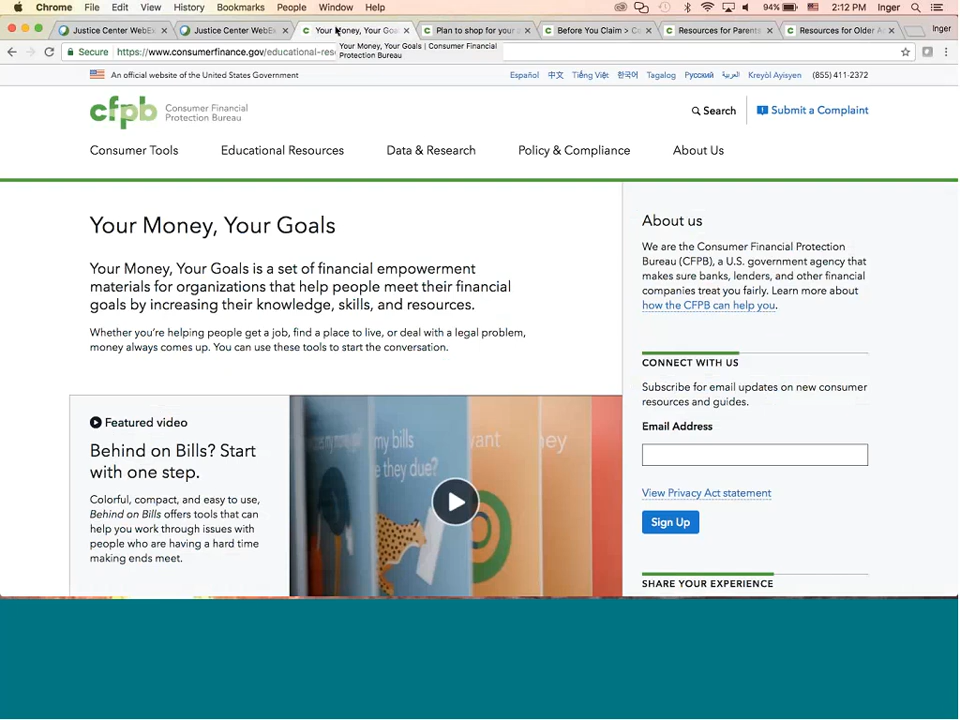 Chrome File Edit View History Bookmarks People Window Help 94% 2:12 PM Inger
Justice Center WebEx Justice Center WebEx Your Money, Your Goa Plan to shop for your a Before You Claim > Co Resources for Parents Resources for Older A Inger
Secure https://www.consumerfinance.gov/educational-res
Your Money, Your Goals | Consumer Financial
Protection Bureau
An official website of the United States Government Español 中文 Tiếng Việt 한국어 Tagalog Русский العربية Kreyòl Ayisyen (855) 411-2372
cfpb Consumer Financial
Protection Bureau
Search Submit a Complaint
Consumer Tools Educational Resources Data & Research Policy & Compliance About Us
Your Money, Your Goals
Your Money, Your Goals is a set of financial empowerment
materials for organizations that help people meet their financial
goals by increasing their knowledge, skills, and resources.
Whether you're helping people get a job, find a place to live, or deal with a legal problem,
money always comes up. You can use these tools to start the conversation.
Featured video
Behind on Bills? Start
with one step.
Colorful, compact, and easy to use,
Behind on Bills offers tools that can
help you work through issues with
people who are having a hard time
making ends meet.
my bills
they due?
want
ney
About us
We are the Consumer Financial Protection
Bureau (CFPB), a U.S. government agency that
makes sure banks, lenders, and other financial
companies treat you fairly. Learn more about
how the CFPB can help you.
CONNECT WITH US
Subscribe for email updates on new consumer
resources and guides.
Email Address
View Privacy Act statement
Sign Up
SHARE YOUR EXPERIENCE